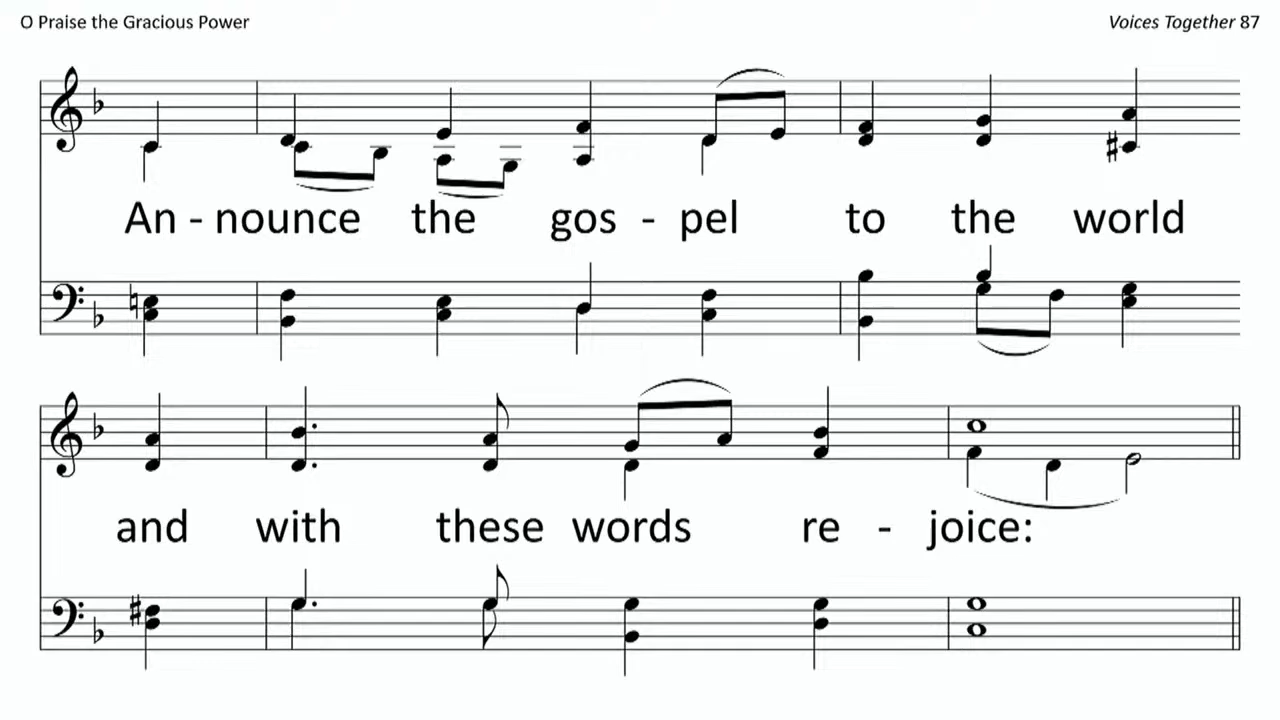 O Praise the Gracious Power
Voices Together 87
An - nounce the gos - pel to the world
and with these words re - joice: